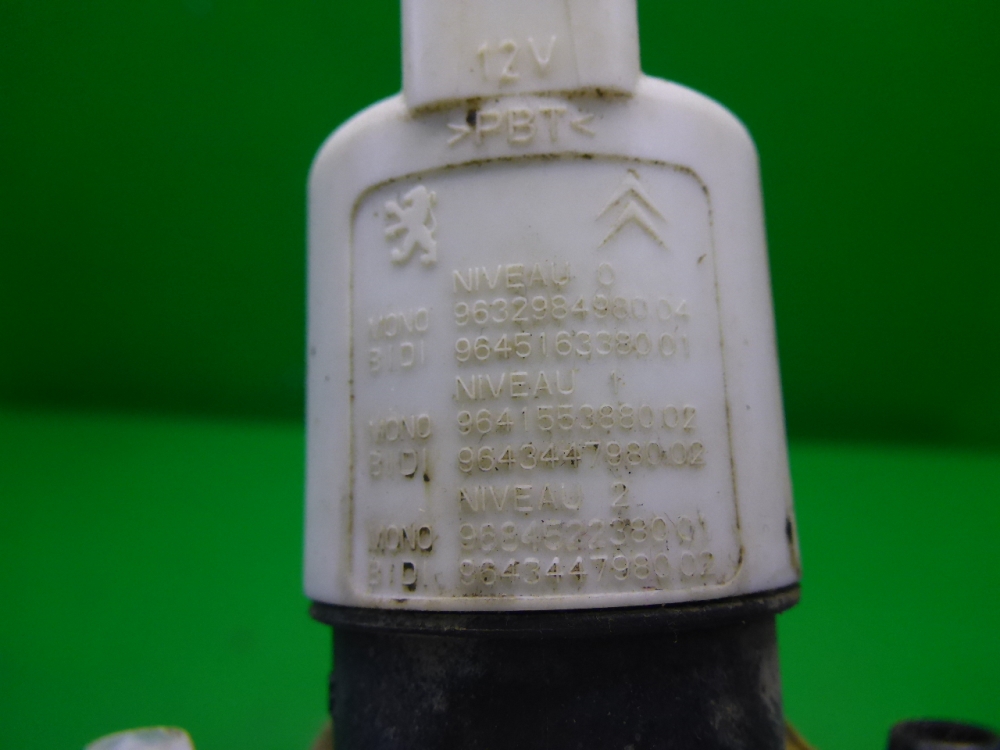 12V
>PBT<
NIVEAU 0
MONO 9632984980 04
BIDI 9645163380 01
NIVEAU 1
MONO 9641553880 02
BIDI 9643447980 02
NIVEAU 2
MONO 9684522380 01
BIDI 9643447980 02